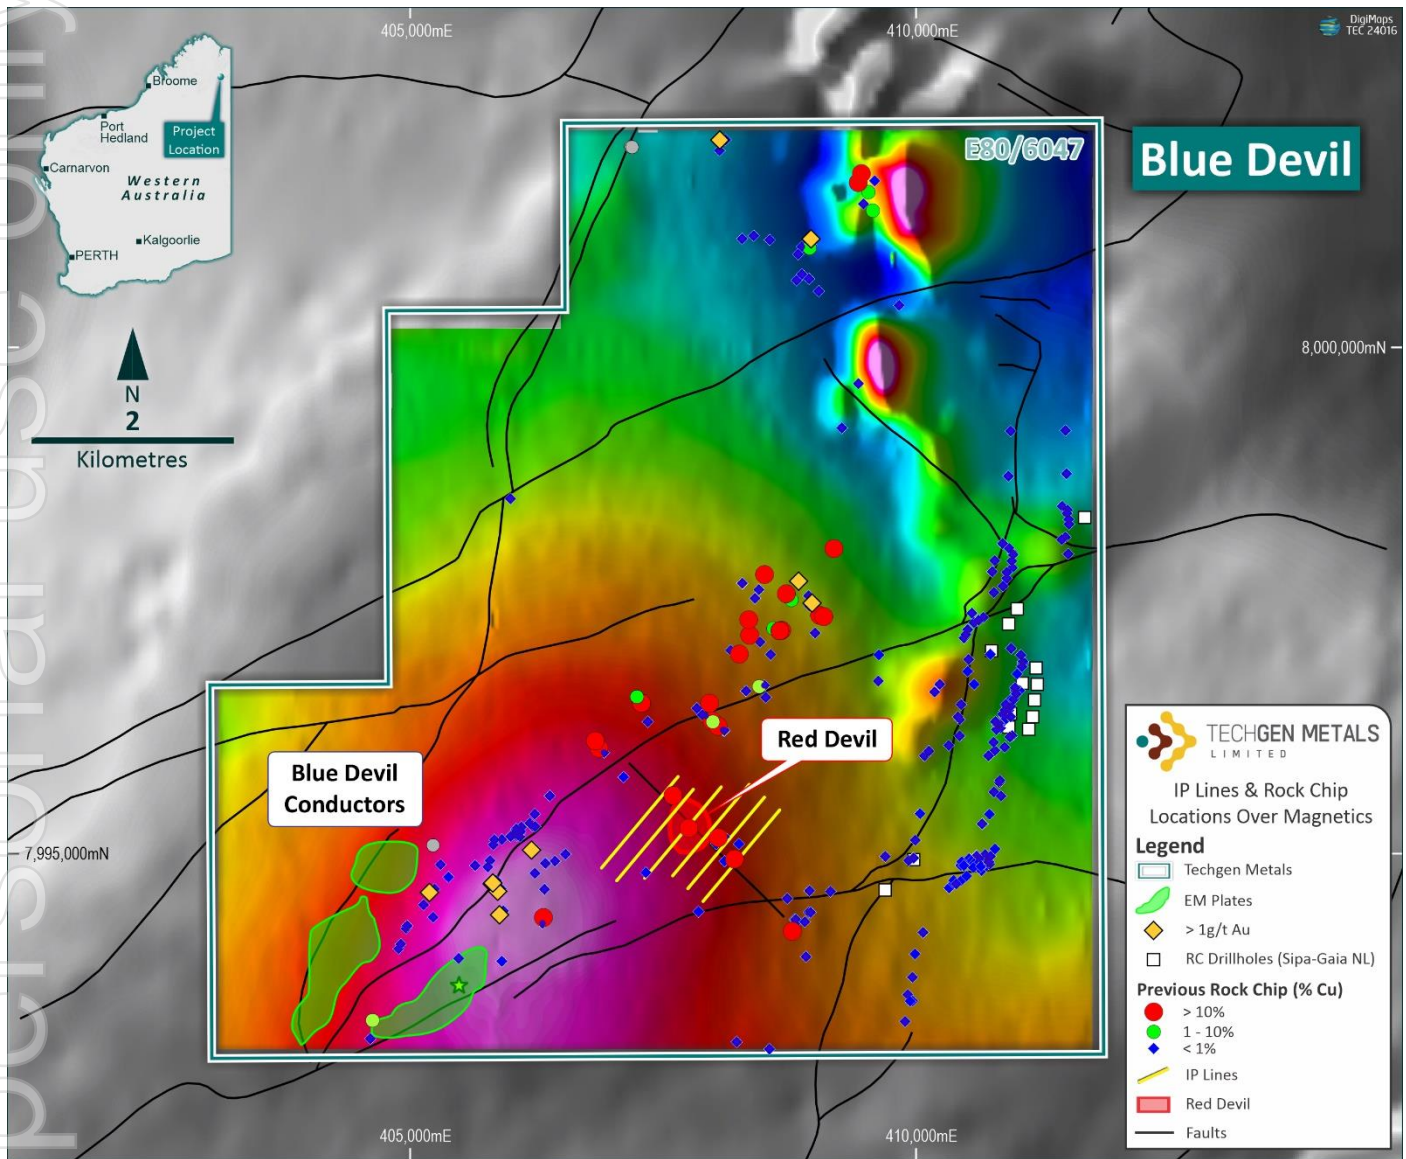 405,000mE
410,000mE
DigiMaps
TEC 24016
Broome
Port
Hedland
Project
Location
Carnarvon
Western
Australia
Kalgoorlie
PERTH
E80/6047
Blue Devil
N
2
Kilometres
8,000,000mN
Red Devil
Blue Devil
Conductors
7,995,000mN
TECHGEN METALS
LIMITED
IP Lines & Rock Chip
Locations Over Magnetics
Legend
Techgen Metals
EM Plates
> 1g/t Au
RC Drillholes (Sipa-Gaia NL)
Previous Rock Chip (% Cu)
> 10%
1 - 10%
< 1%
IP Lines
Red Devil
Faults
405,000mE
410,000mE
personal use only